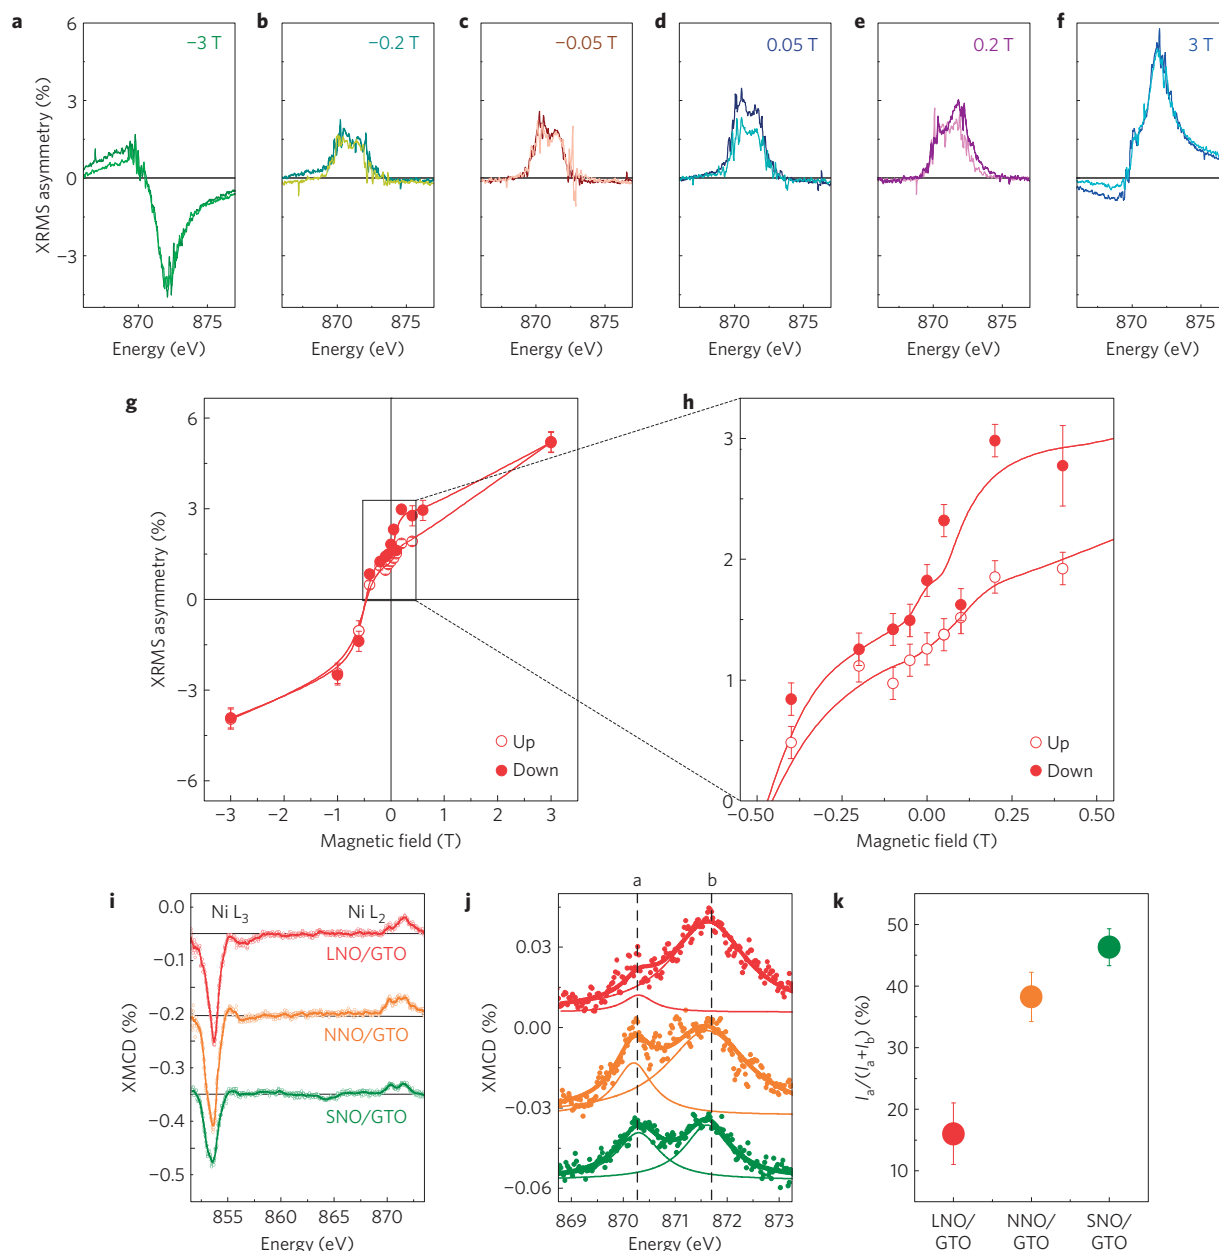 a
b
c
d
e
f
−3 T
−0.2 T
−0.05 T
0.05 T
0.2 T
3 T
XRMS asymmetry (%)
6
3
0
−3
870 875
870 875
870 875
870 875
870 875
870 875
Energy (eV)
Energy (eV)
Energy (eV)
Energy (eV)
Energy (eV)
Energy (eV)
g
XRMS asymmetry (%)
6
3
0
−3
−6
−3 −2 −1 0 1 2 3
Magnetic field (T)
Up
Down
h
3
2
1
0
−0.50 −0.25 0.00 0.25 0.50
Magnetic field (T)
Up
Down
i
XMCD (%)
0.0
−0.1
−0.2
−0.3
−0.4
−0.5
Ni L3
Ni L2
LNO/GTO
NNO/GTO
SNO/GTO
855 860 865 870
Energy (eV)
j
a
b
XMCD (%)
0.03
0.00
−0.03
−0.06
869 870 871 872 873
Energy (eV)
k
Ia/(Ia+Ib) (%)
50
40
30
20
10
LNO/
GTO
NNO/
GTO
SNO/
GTO